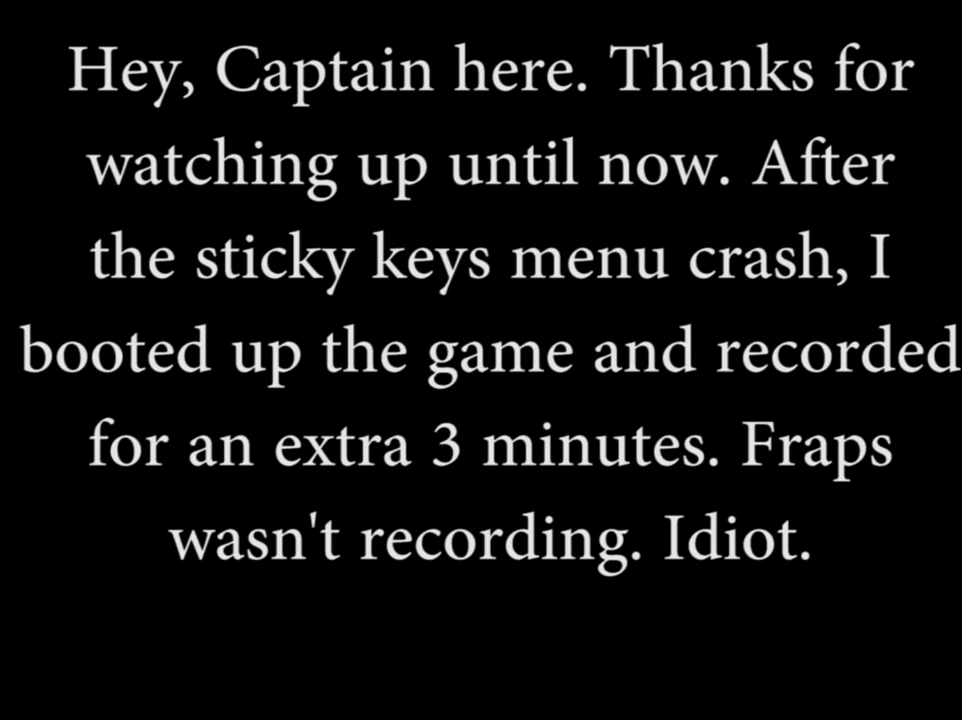 Hey, Captain here. Thanks for
watching up until now. After
the sticky keys menu crash, I
booted up the game and recorded
for an extra 3 minutes. Fraps
wasn't recording. Idiot.